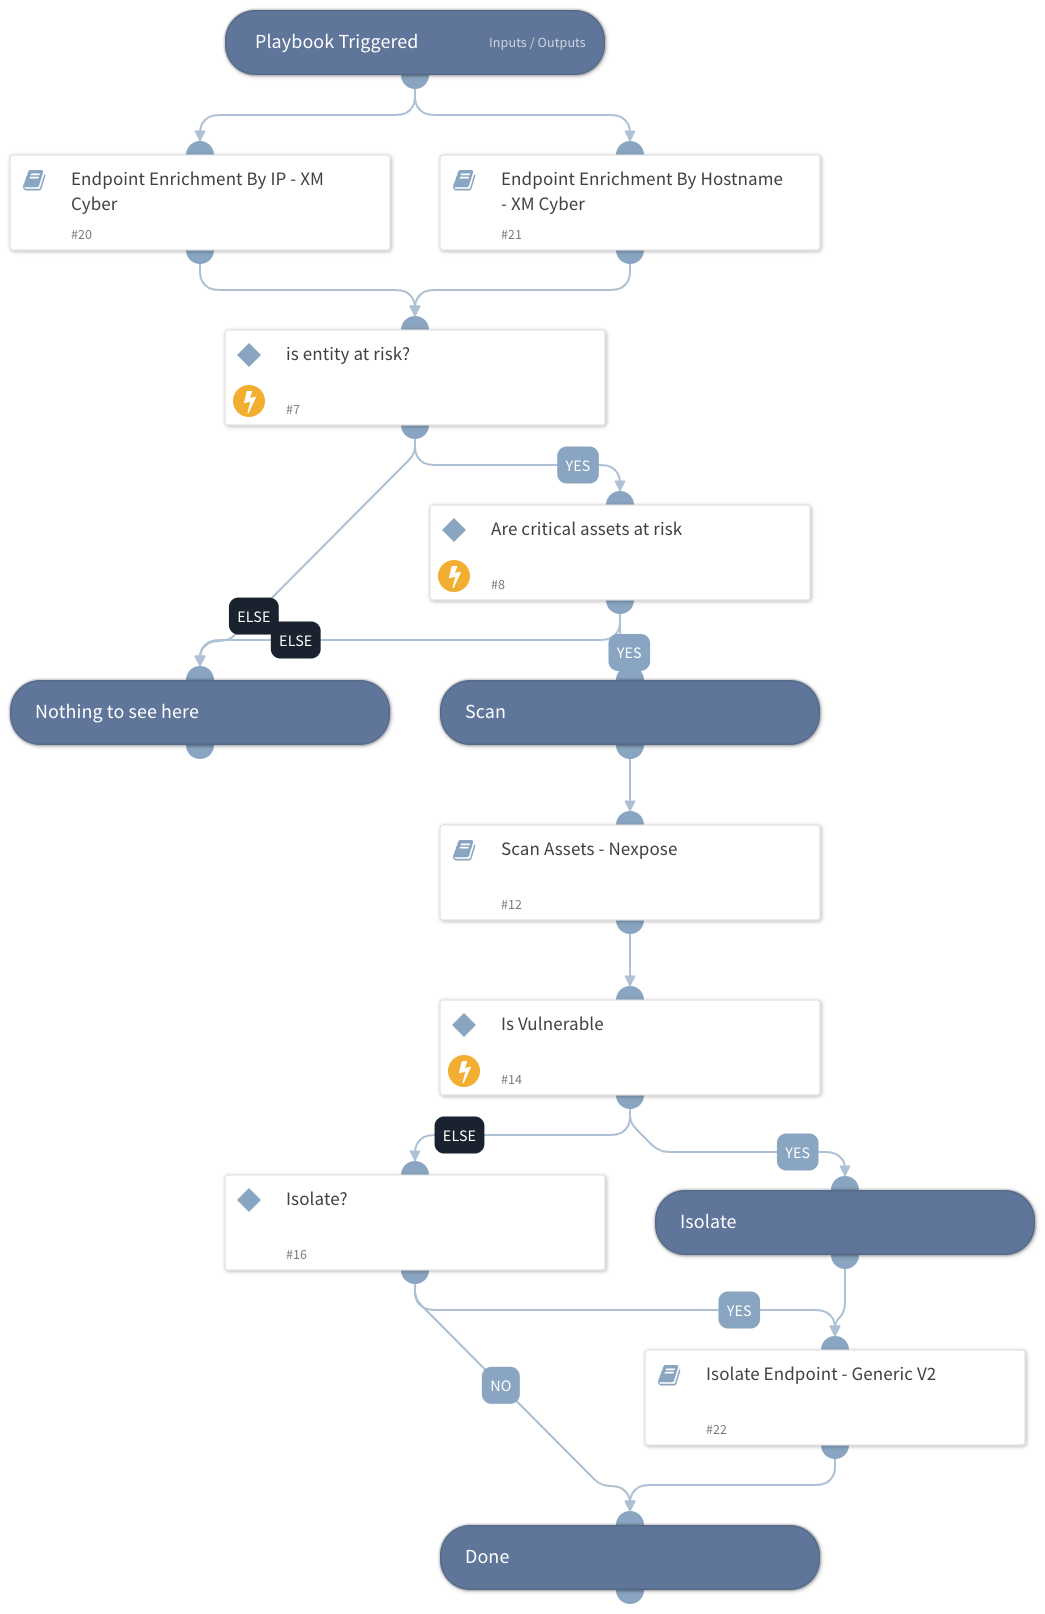 Playbook Triggered
Inputs / Outputs
Endpoint Enrichment By IP - XM
Cyber
#20
Endpoint Enrichment By Hostname
- XM Cyber
#21
is entity at risk?
#7
YES
Are critical assets at risk
#8
ELSE
ELSE
YES
Nothing to see here
Scan
Scan Assets - Nexpose
#12
Is Vulnerable
#14
ELSE
YES
Isolate?
#16
Isolate
YES
NO
Isolate Endpoint - Generic V2
#22
Done